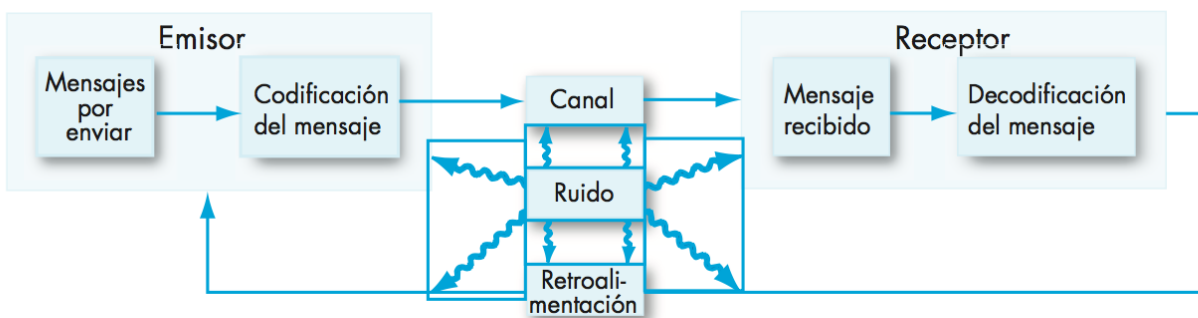 Emisor
Mensajes
por
enviar
Codificación
del mensaje
Canal
Ruido
Retroali-
mentación
Receptor
Mensaje
recibido
Decodificación
del mensaje